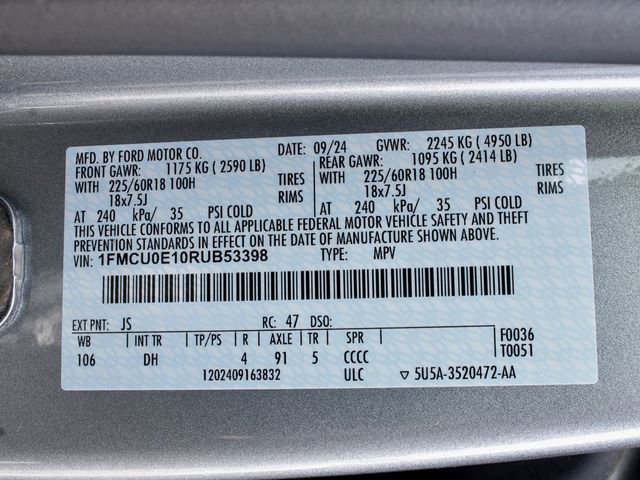 MFD. BY FORD MOTOR CO. DATE: 09/24 GVWR: 2245 KG (4950 LB)
FRONT GAWR: 1175 KG (2590 LB) REAR GAWR: 1095 KG (2414 LB)
WITH 225/60R18 100H TIRES WITH 225/60R18 100H TIRES
18x7.5J RIMS 18x7.5J RIMS
AT 240 kPa/ 35 PSI COLD AT 240 kPa/ 35 PSI COLD
THIS VEHICLE CONFORMS TO ALL APPLICABLE FEDERAL MOTOR VEHICLE SAFETY AND THEFT
PREVENTION STANDARDS IN EFFECT ON THE DATE OF MANUFACTURE SHOWN ABOVE.
VIN: 1FMCU0E10RUB53398 TYPE: MPV
EXT PNT: JS RC: 47 DSO: F0036
WB INT TR TP/PS R AXLE TR SPR T0051
106 DH 4 91 5 CCCC
1202409163832 ULC ▽ 5U5A-3520472-AA